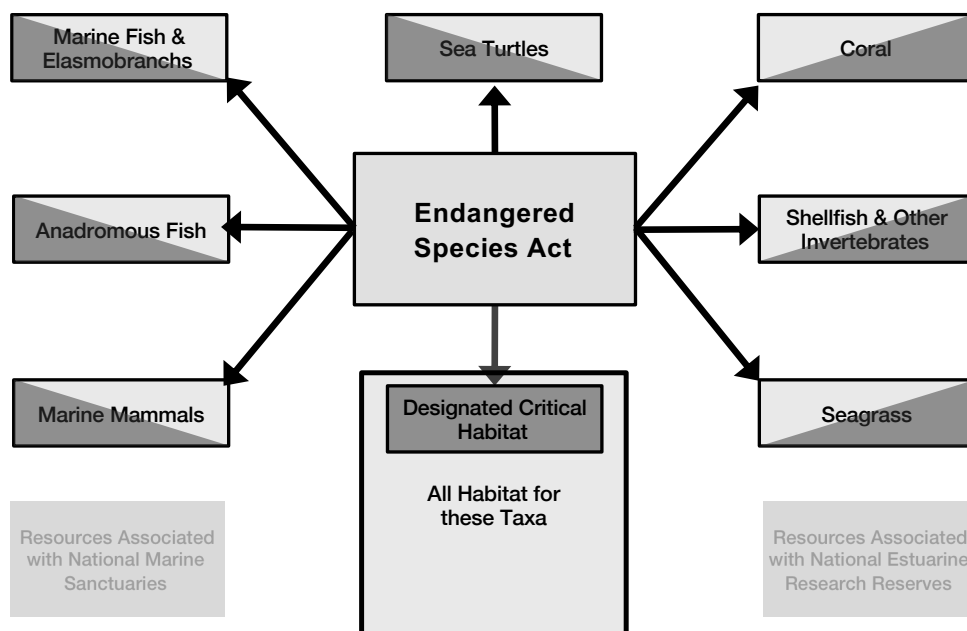 Marine Fish &
Elasmobranchs
Sea Turtles
Coral
Anadromous Fish
Endangered
Species Act
Shellfish & Other
Invertebrates
Marine Mammals
Designated Critical
Habitat
Seagrass
All Habitat for
these Taxa
Resources Associated
with National Marine
Sanctuaries
Resources Associated
with National Estuarine
Research Reserves